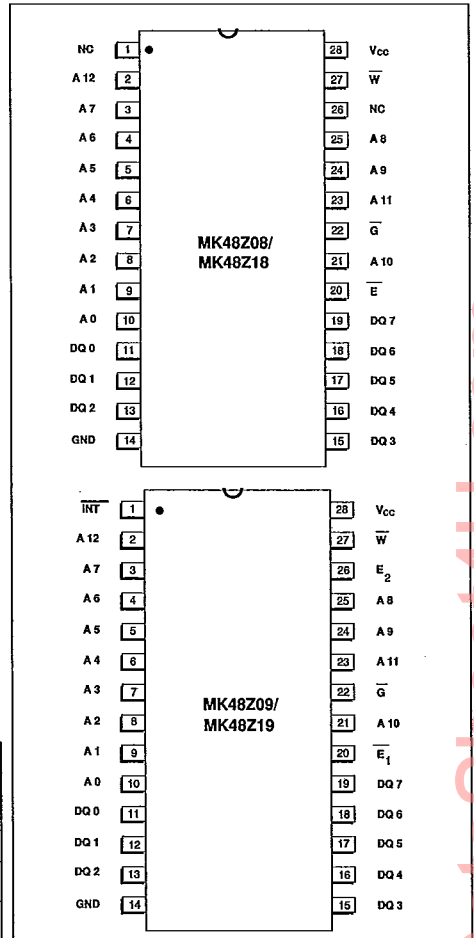 NC 1 28 Vcc
A 12 2 27 W̅
A 7 3 26 NC
A 6 4 25 A 8
A 5 5 24 A 9
A 4 6 23 A 11
A 3 7 22 G̅
MK48Z08/
MK48Z18
A 2 8 21 A 10
A 1 9 20 E̅
A 0 10 19 DQ 7
DQ 0 11 18 DQ 6
DQ 1 12 17 DQ 5
DQ 2 13 16 DQ 4
GND 14 15 DQ 3
I̅N̅T̅ 1 28 Vcc
A 12 2 27 W̅
A 7 3 26 E2
A 6 4 25 A 8
A 5 5 24 A 9
A 4 6 23 A 11
A 3 7 22 G̅
MK48Z09/
MK48Z19
A 2 8 21 A 10
A 1 9 20 E̅1
A 0 10 19 DQ 7
DQ 0 11 18 DQ 6
DQ 1 12 17 DQ 5
DQ 2 13 16 DQ 4
GND 14 15 DQ 3